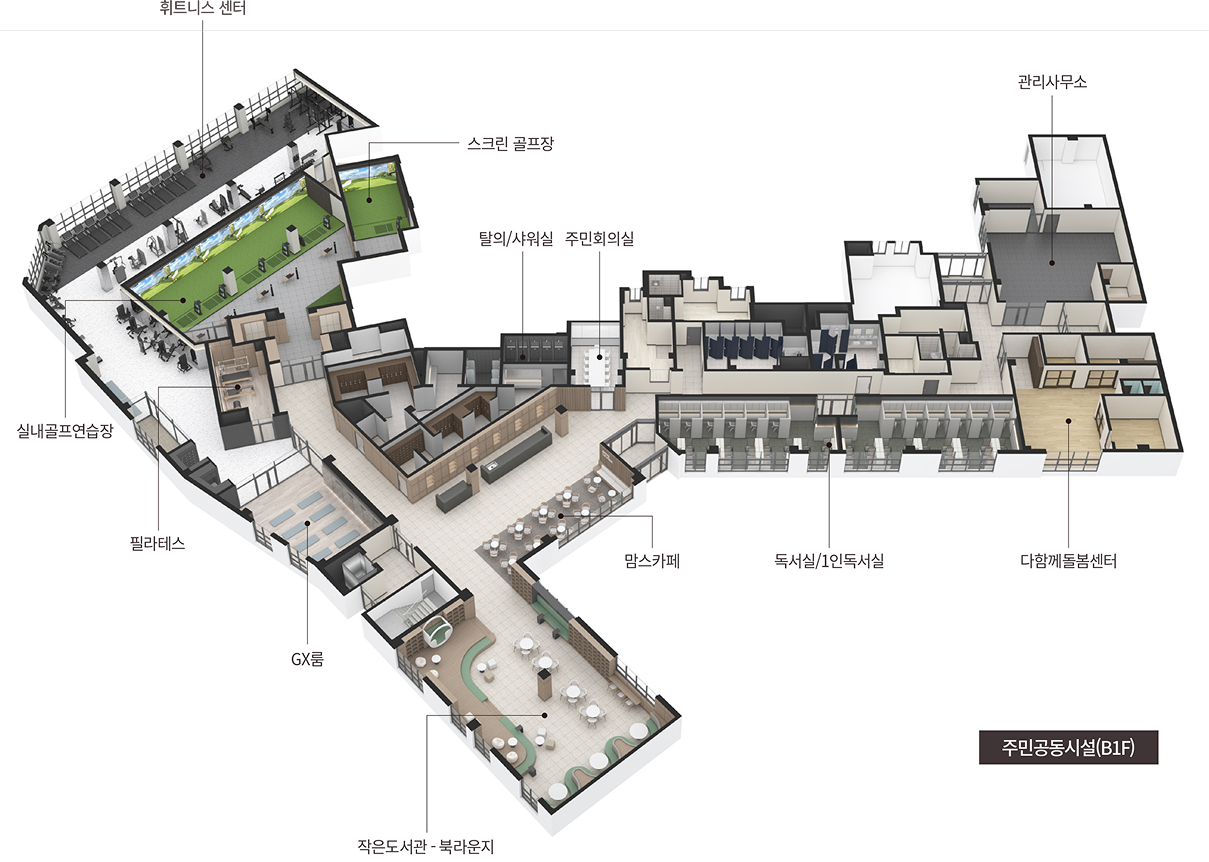 휘트니스 센터
관리사무소
스크린 골프장
탈의/샤워실
주민회의실
실내골프연습장
필라테스
맘스카페
독서실/1인독서실
다함께돌봄센터
GX룸
주민공동시설(B1F)
작은도서관 - 북라운지